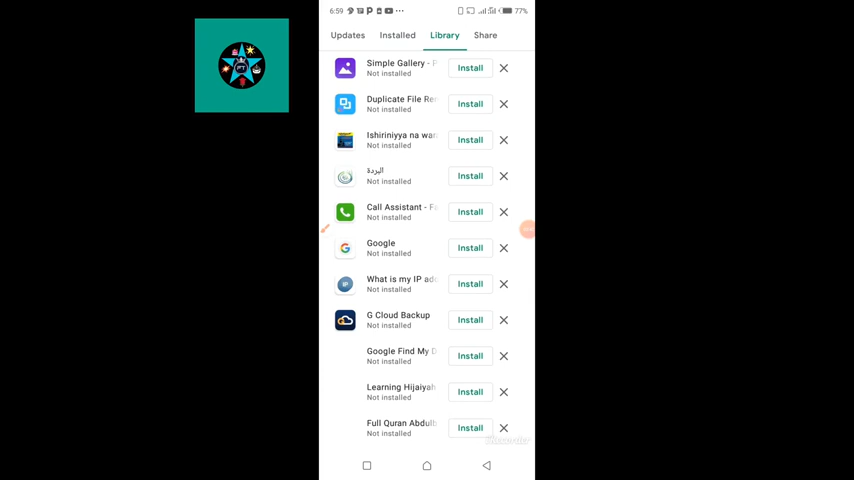 6:59
77%
Updates Installed Library Share
Simple Gallery - P
Not installed
Install
Duplicate File Re
Not installed
Install
Ishiriniyya na wa
Not installed
Install
البردة
Not installed
Install
Call Assistant - Fa
Not installed
Install
Google
Not installed
Install
What is my IP ad
Not installed
Install
G Cloud Backup
Not installed
Install
Google Find My D
Not installed
Install
Learning Hijaiyah
Not installed
Install
Full Quran Abdulb
Not installed
Install